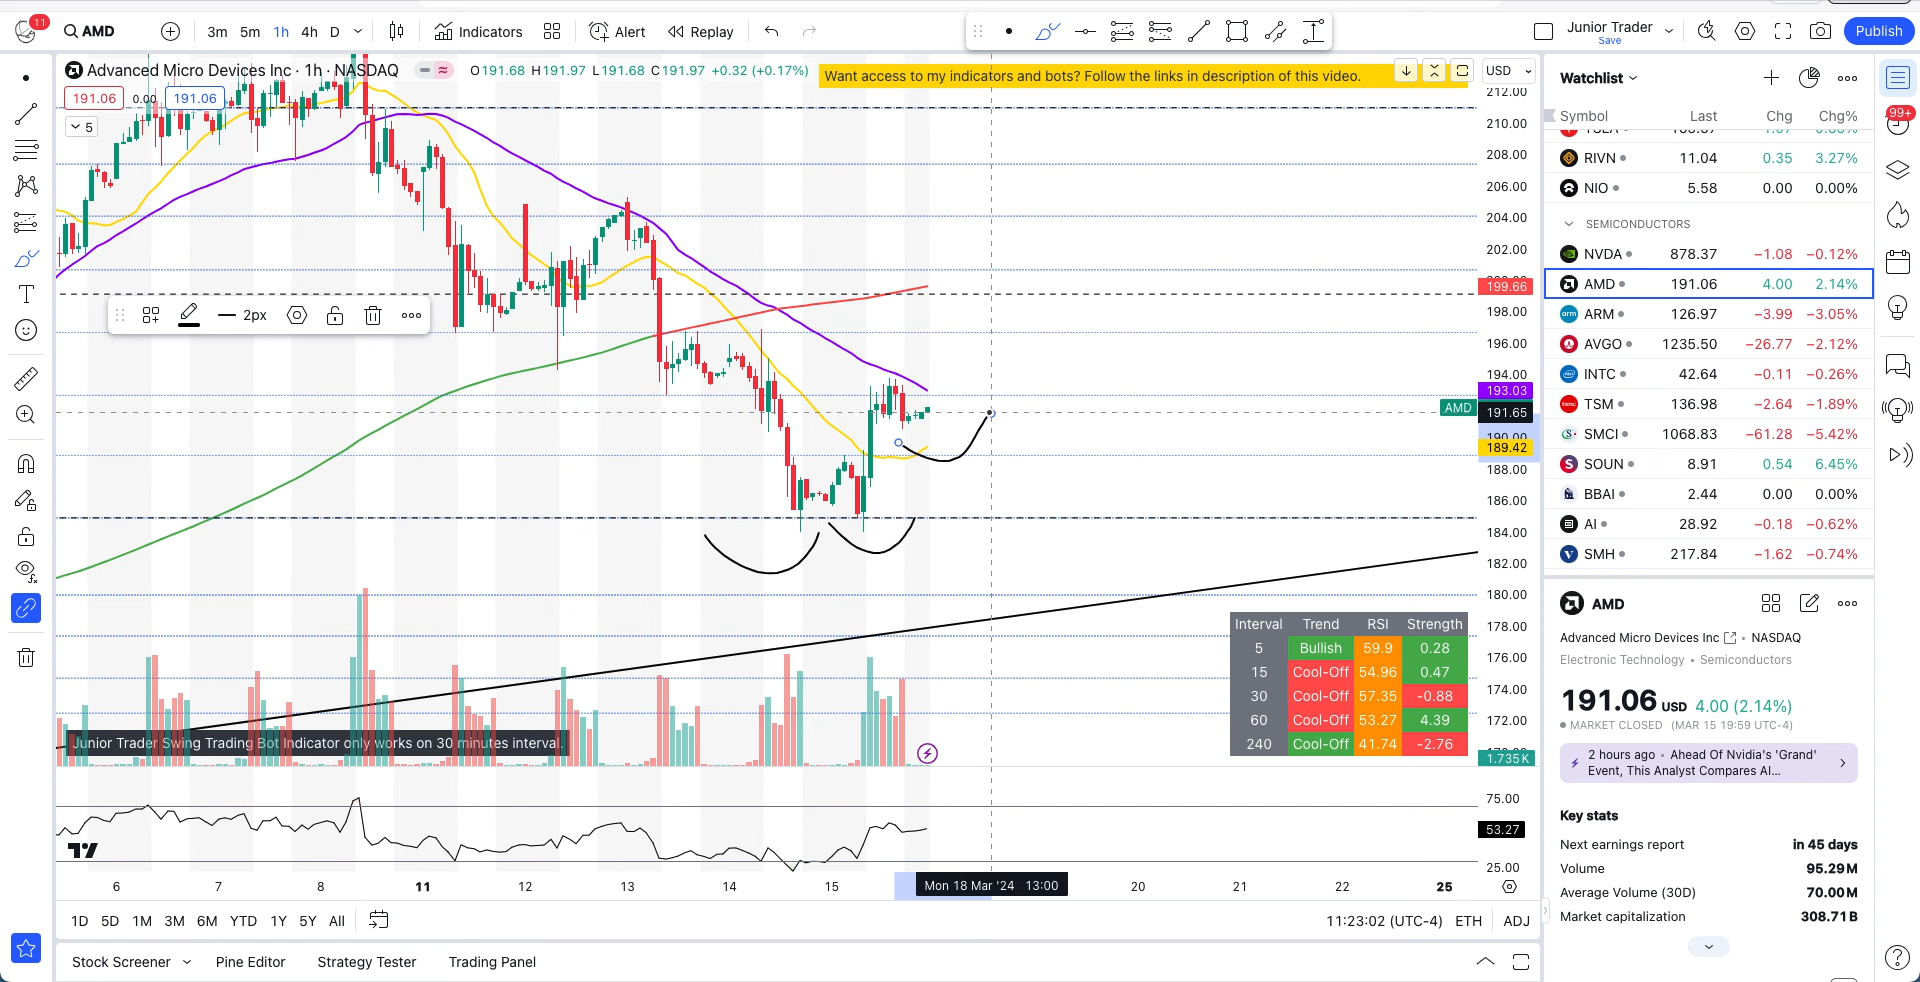 11
AMD
3m 5m 1h 4h D
Indicators
Alert
Replay
Junior Trader
Save
Publish
Advanced Micro Devices Inc · 1h · NASDAQ
O191.68 H191.97 L191.68 C191.97 +0.32 (+0.17%)
Want access to my indicators and bots? Follow the links in description of this video.
USD
191.06 0.00 191.06
5
2px
212.00
210.00
208.00
206.00
204.00
202.00
199.66
198.00
196.00
194.00
193.03
AMD
191.65
190.00
189.42
188.00
186.00
184.00
182.00
180.00
178.00
176.00
174.00
172.00
1.735K
75.00
53.27
25.00
Interval Trend RSI Strength
5 Bullish 59.9 0.28
15 Cool-Off 54.96 0.47
30 Cool-Off 57.35 -0.88
60 Cool-Off 53.27 4.39
240 Cool-Off 41.74 -2.76
Junior Trader Swing Trading Bot Indicator only works on 30 minutes interval.
6 7 8 11 12 13 14 15 Mon 18 Mar '24 13:00 20 21 22 25
1D 5D 1M 3M 6M YTD 1Y 5Y All
11:23:02 (UTC-4) ETH ADJ
Stock Screener
Pine Editor
Strategy Tester
Trading Panel
Watchlist
Symbol Last Chg Chg%
RIVN 11.04 0.35 3.27%
NIO 5.58 0.00 0.00%
SEMICONDUCTORS
NVDA 878.37 −1.08 −0.12%
AMD 191.06 4.00 2.14%
ARM 126.97 −3.99 −3.05%
AVGO 1235.50 −26.77 −2.12%
INTC 42.64 −0.11 −0.26%
TSM 136.98 −2.64 −1.89%
SMCI 1068.83 −61.28 −5.42%
SOUN 8.91 0.54 6.45%
BBAI 2.44 0.00 0.00%
AI 28.92 −0.18 −0.62%
SMH 217.84 −1.62 −0.74%
AMD
Advanced Micro Devices Inc • NASDAQ
Electronic Technology • Semiconductors
191.06 USD 4.00 (2.14%)
MARKET CLOSED (MAR 15 19:59 UTC-4)
2 hours ago • Ahead Of Nvidia's 'Grand'
Event, This Analyst Compares AI...
Key stats
Next earnings report in 45 days
Volume 95.29M
Average Volume (30D) 70.00M
Market capitalization 308.71B
99+